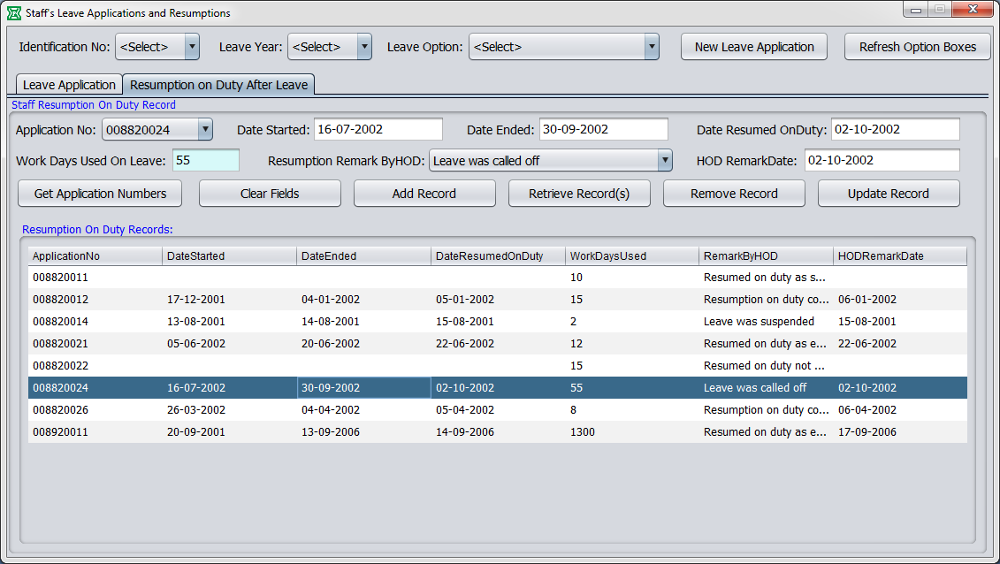 Staff's Leave Applications and Resumptions
Identification No: <Select> Leave Year: <Select> Leave Option: <Select> New Leave Application Refresh Option Boxes
Leave Application Resumption on Duty After Leave
Staff Resumption On Duty Record
Application No: 008820024 Date Started: 16-07-2002 Date Ended: 30-09-2002 Date Resumed OnDuty: 02-10-2002
Work Days Used On Leave: 55 Resumption Remark ByHOD: Leave was called off HOD RemarkDate: 02-10-2002
Get Application Numbers Clear Fields Add Record Retrieve Record(s) Remove Record Update Record
Resumption On Duty Records:
ApplicationNo DateStarted DateEnded DateResumedOnDuty WorkDaysUsed RemarkByHOD HODRemarkDate
008820011 10 Resumed on duty as s...
008820012 17-12-2001 04-01-2002 05-01-2002 15 Resumption on duty co... 06-01-2002
008820014 13-08-2001 14-08-2001 15-08-2001 2 Leave was suspended 15-08-2001
008820021 05-06-2002 20-06-2002 22-06-2002 12 Resumed on duty as e... 22-06-2002
008820022 15 Resumed on duty not ...
008820024 16-07-2002 30-09-2002 02-10-2002 55 Leave was called off 02-10-2002
008820026 26-03-2002 04-04-2002 05-04-2002 8 Resumption on duty co... 06-04-2002
008920011 20-09-2001 13-09-2006 14-09-2006 1300 Resumed on duty as e... 17-09-2006